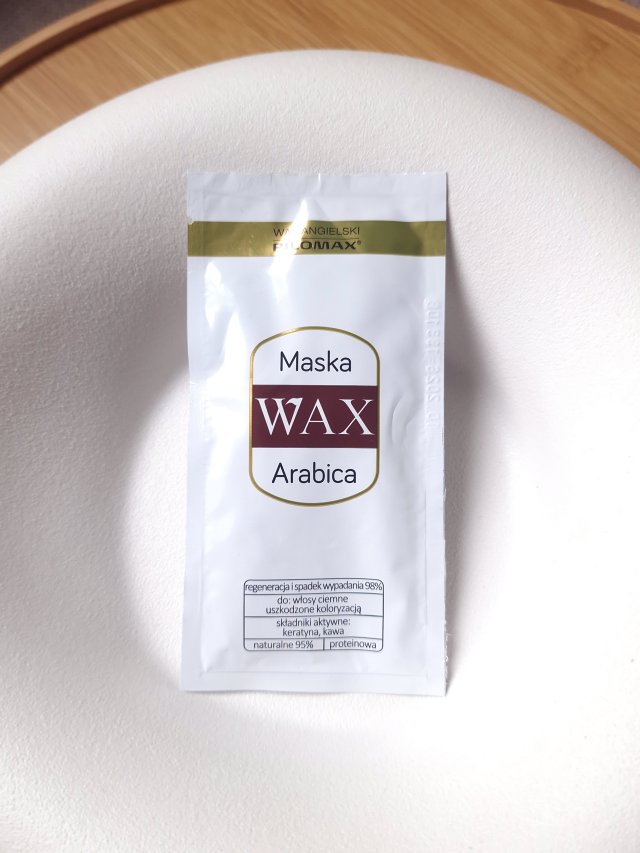 WAX ANGIELSKI
PILOMAX®
Maska
WAX
Arabica
regeneracja i spadek wypadania 98%
do: włosy ciemne
uszkodzone koloryzacją
składniki aktywne:
keratyna, kawa
naturalne 95% proteinowa